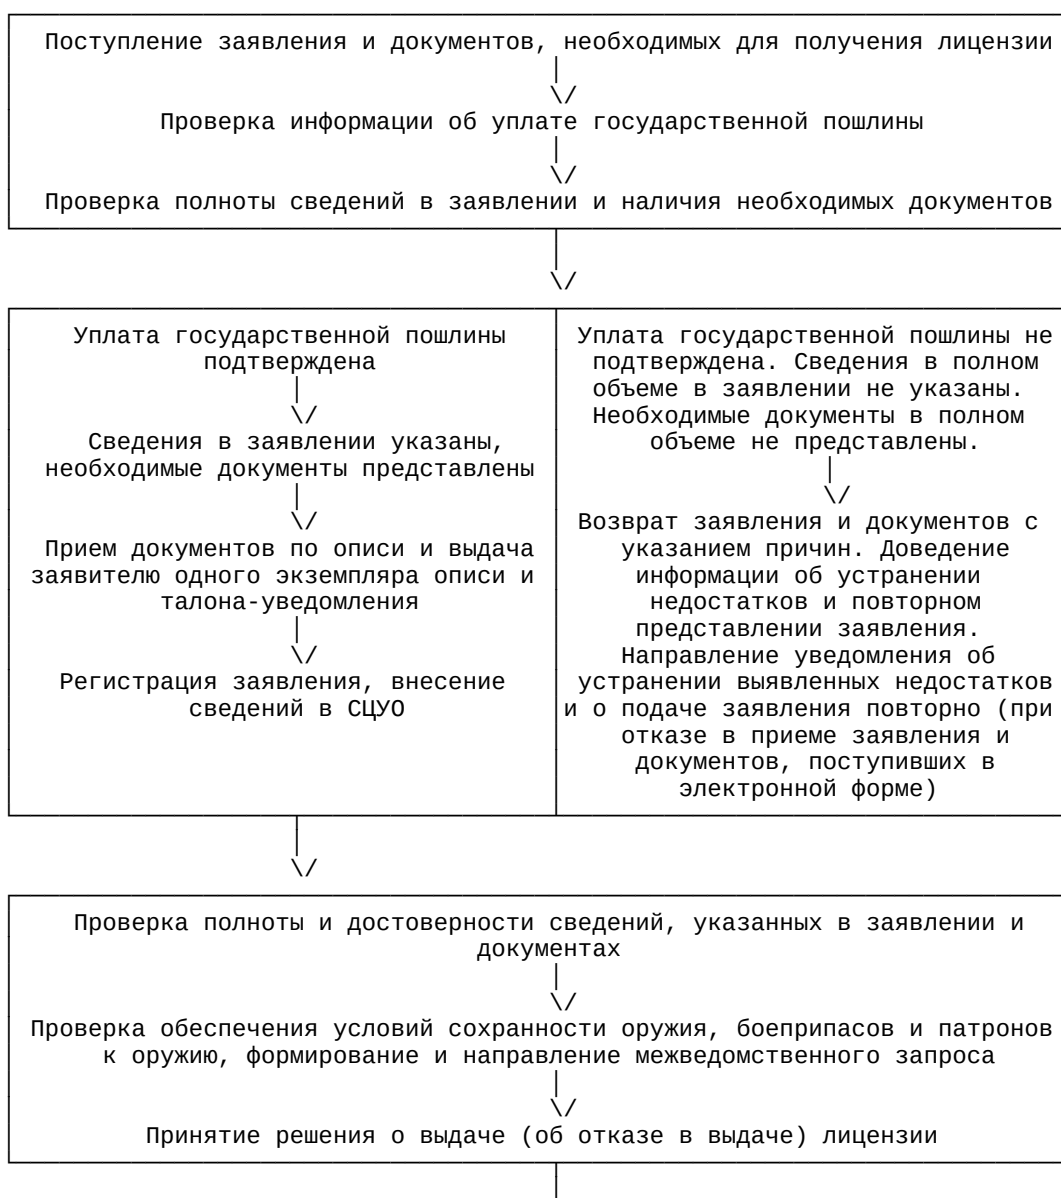 Поступление заявления и документов, необходимых для получения лицензии
Проверка информации об уплате государственной пошлины
Проверка полноты сведений в заявлении и наличия необходимых документов
Уплата государственной пошлины
подтверждена
Сведения в заявлении указаны,
необходимые документы представлены
Прием документов по описи и выдача
заявителю одного экземпляра описи и
талона-уведомления
Регистрация заявления, внесение
сведений в СЦУО
Уплата государственной пошлины не
подтверждена. Сведения в полном
объеме в заявлении не указаны.
Необходимые документы в полном
объеме не представлены.
Возврат заявления и документов с
указанием причин. Доведение
информации об устранении
недостатков и повторном
представлении заявления.
Направление уведомления об
устранении выявленных недостатков
и о подаче заявления повторно (при
отказе в приеме заявления и
документов, поступивших в
электронной форме)
Проверка полноты и достоверности сведений, указанных в заявлении и
документах
Проверка обеспечения условий сохранности оружия, боеприпасов и патронов
к оружию, формирование и направление межведомственного запроса
Принятие решения о выдаче (об отказе в выдаче) лицензии